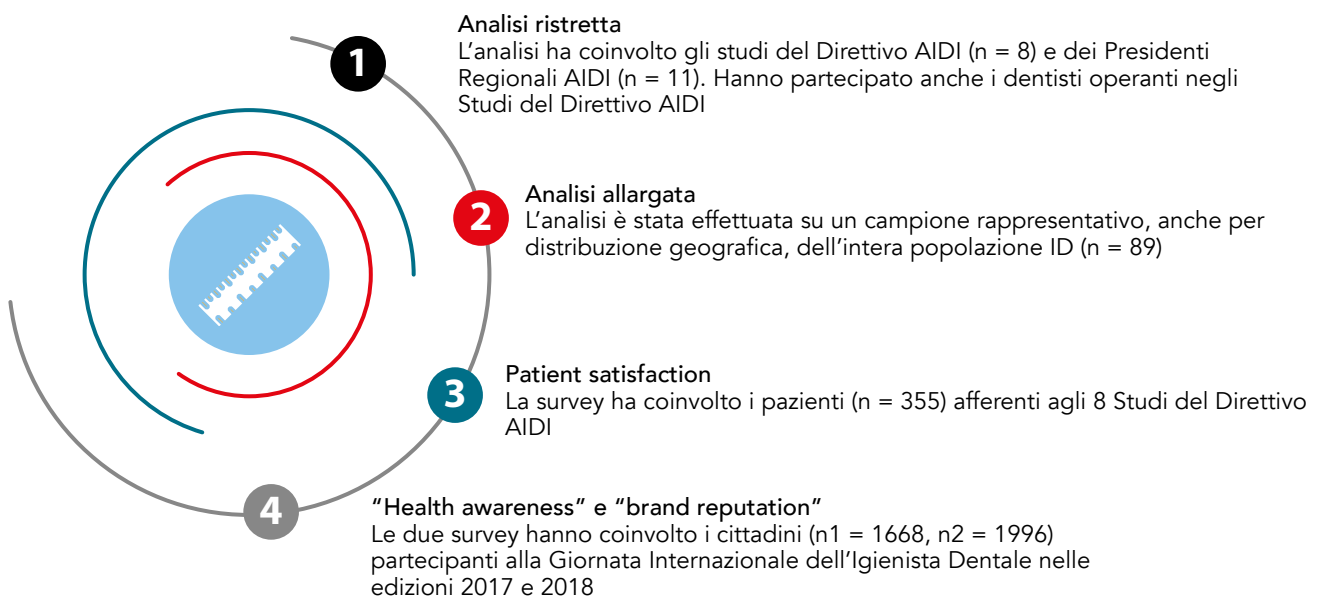 1
Analisi ristretta
L'analisi ha coinvolto gli studi del Direttivo AIDI (n = 8) e dei Presidenti
Regionali AIDI (n = 11). Hanno partecipato anche i dentisti operanti negli
Studi del Direttivo AIDI
2
Analisi allargata
L'analisi è stata effettuata su un campione rappresentativo, anche per
distribuzione geografica, dell'intera popolazione ID (n = 89)
3
Patient satisfaction
La survey ha coinvolto i pazienti (n = 355) afferenti agli 8 Studi del Direttivo
AIDI
4
“Health awareness” e “brand reputation”
Le due survey hanno coinvolto i cittadini (n1 = 1668, n2 = 1996)
partecipanti alla Giornata Internazionale dell'Igienista Dentale nelle
edizioni 2017 e 2018